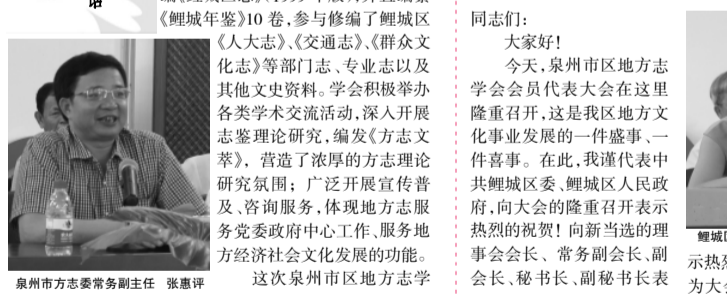 话
《鲤城年鉴》10 卷，参与修编了鲤城区
《人大志》、《交通志》、《群众文
化志》等部门志、专业志以及
其他文史资料。学会积极举办
各类学术交流活动，深入开展
志鉴理论研究，编发《方志文
萃》，营造了浓厚的方志理论
研究氛围；广泛开展宣传普
及、咨询服务，体现地方志服
务党委政府中心工作、服务地
方经济社会文化发展的功能。
这次泉州市区地方志学
泉州市方志委常务副主任 张惠评
同志们：
大家好！
今天，泉州市区地方志
学会会员代表大会在这里
隆重召开，这是我区地方文
化事业发展的一件盛事、一
件喜事。在此，我谨代表中
共鲤城区委、鲤城区人民政
府，向大会的隆重召开表示
热烈的祝贺！向新当选的理
事会会长、常务副会长、副
会长、秘书长、副秘书长表
鲤城
示热
为大